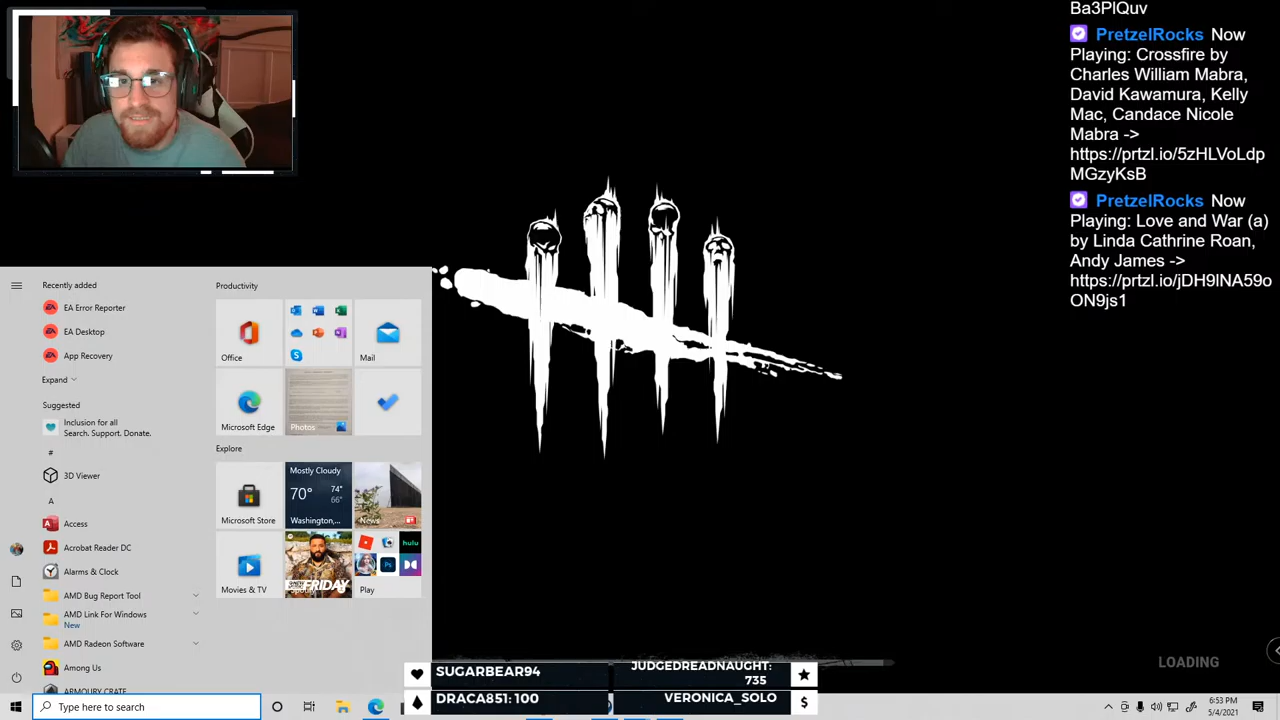 Ba3PlQuv
PretzelRocks Now
Playing: Crossfire by
Charles William Mabra,
David Kawamura, Kelly
Mac, Candace Nicole
Mabra ->
https://prtzl.io/5zHLVoLdp
MGzyKsB
PretzelRocks Now
Playing: Love and War (a)
by Linda Cathrine Roan,
Andy James ->
https://prtzl.io/jDH9lNA59o
ON9js1
Recently added
EA Error Reporter
EA Desktop
App Recovery
Expand
Suggested
Inclusion for all
Search. Support. Donate.
#
3D Viewer
A
Access
Acrobat Reader DC
Alarms & Clock
AMD Bug Report Tool
AMD Link For Windows
New
AMD Radeon Software
Among Us
ARMOURY CRATE
Productivity
Office
Mail
Microsoft Edge
Photos
Explore
Microsoft Store
Mostly Cloudy
70° 74°
66°
Washington,...
News
Movies & TV
FRIDAY
Spotify
hulu
Ps
Play
LOADING
SUGARBEAR94
JUDGEDREADNAUGHT:
735
DRACA851: 100
VERONICA_SOLO
$
Type here to search
6:53 PM
5/4/2021